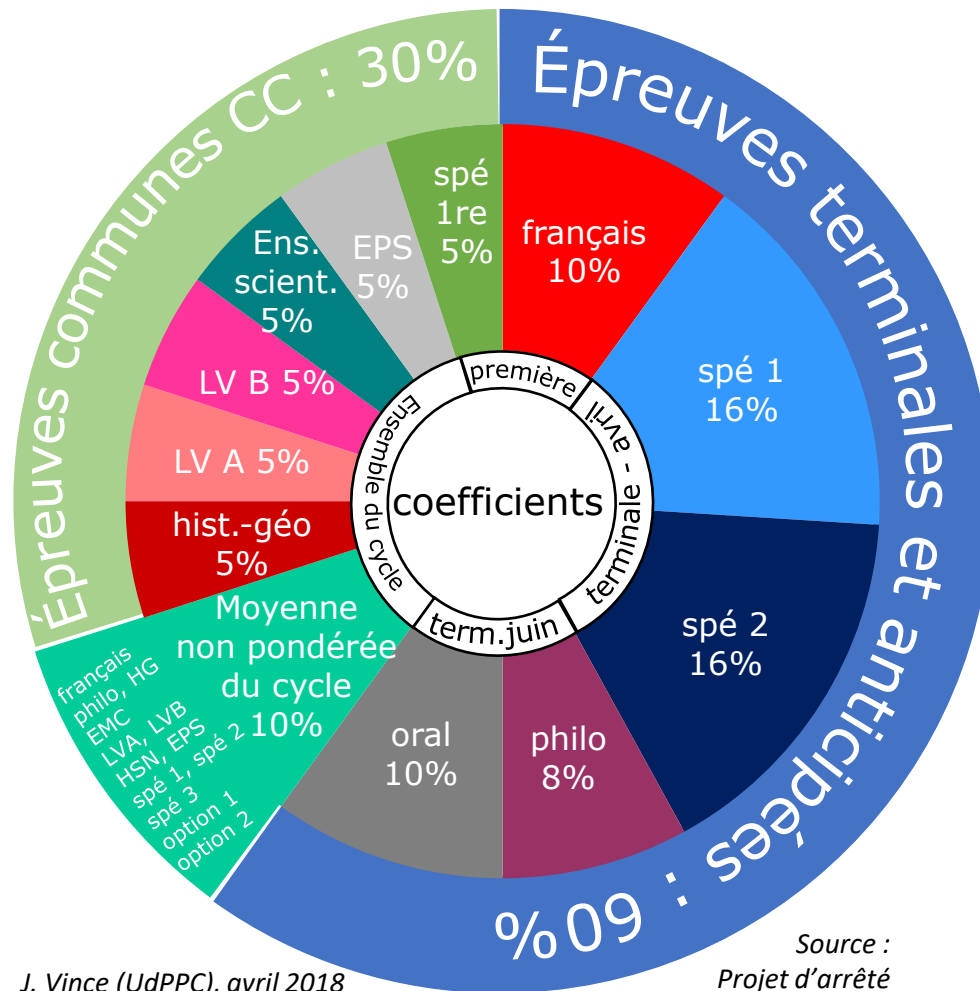 Épreuves communes CC : 30%
Épreuves terminales et anticipées : 60%
spé
1re
5%
français
10%
spé 1
16%
spé 2
16%
philo
8%
oral
10%
Moyenne
non pondérée
du cycle
10%
français
philo, HG
EMC
LVA, LVB
HSN, EPS
spé 1, spé 2
spé 3
option 1
option 2
hist.-géo
5%
LV A 5%
LV B 5%
Ens.
scient.
5%
EPS
5%
première
terminale - avril
term.juin
Ensemble du cycle
coefficients
J. Vince (UdPPC), avril 2018
Source :
Projet d’arrêté